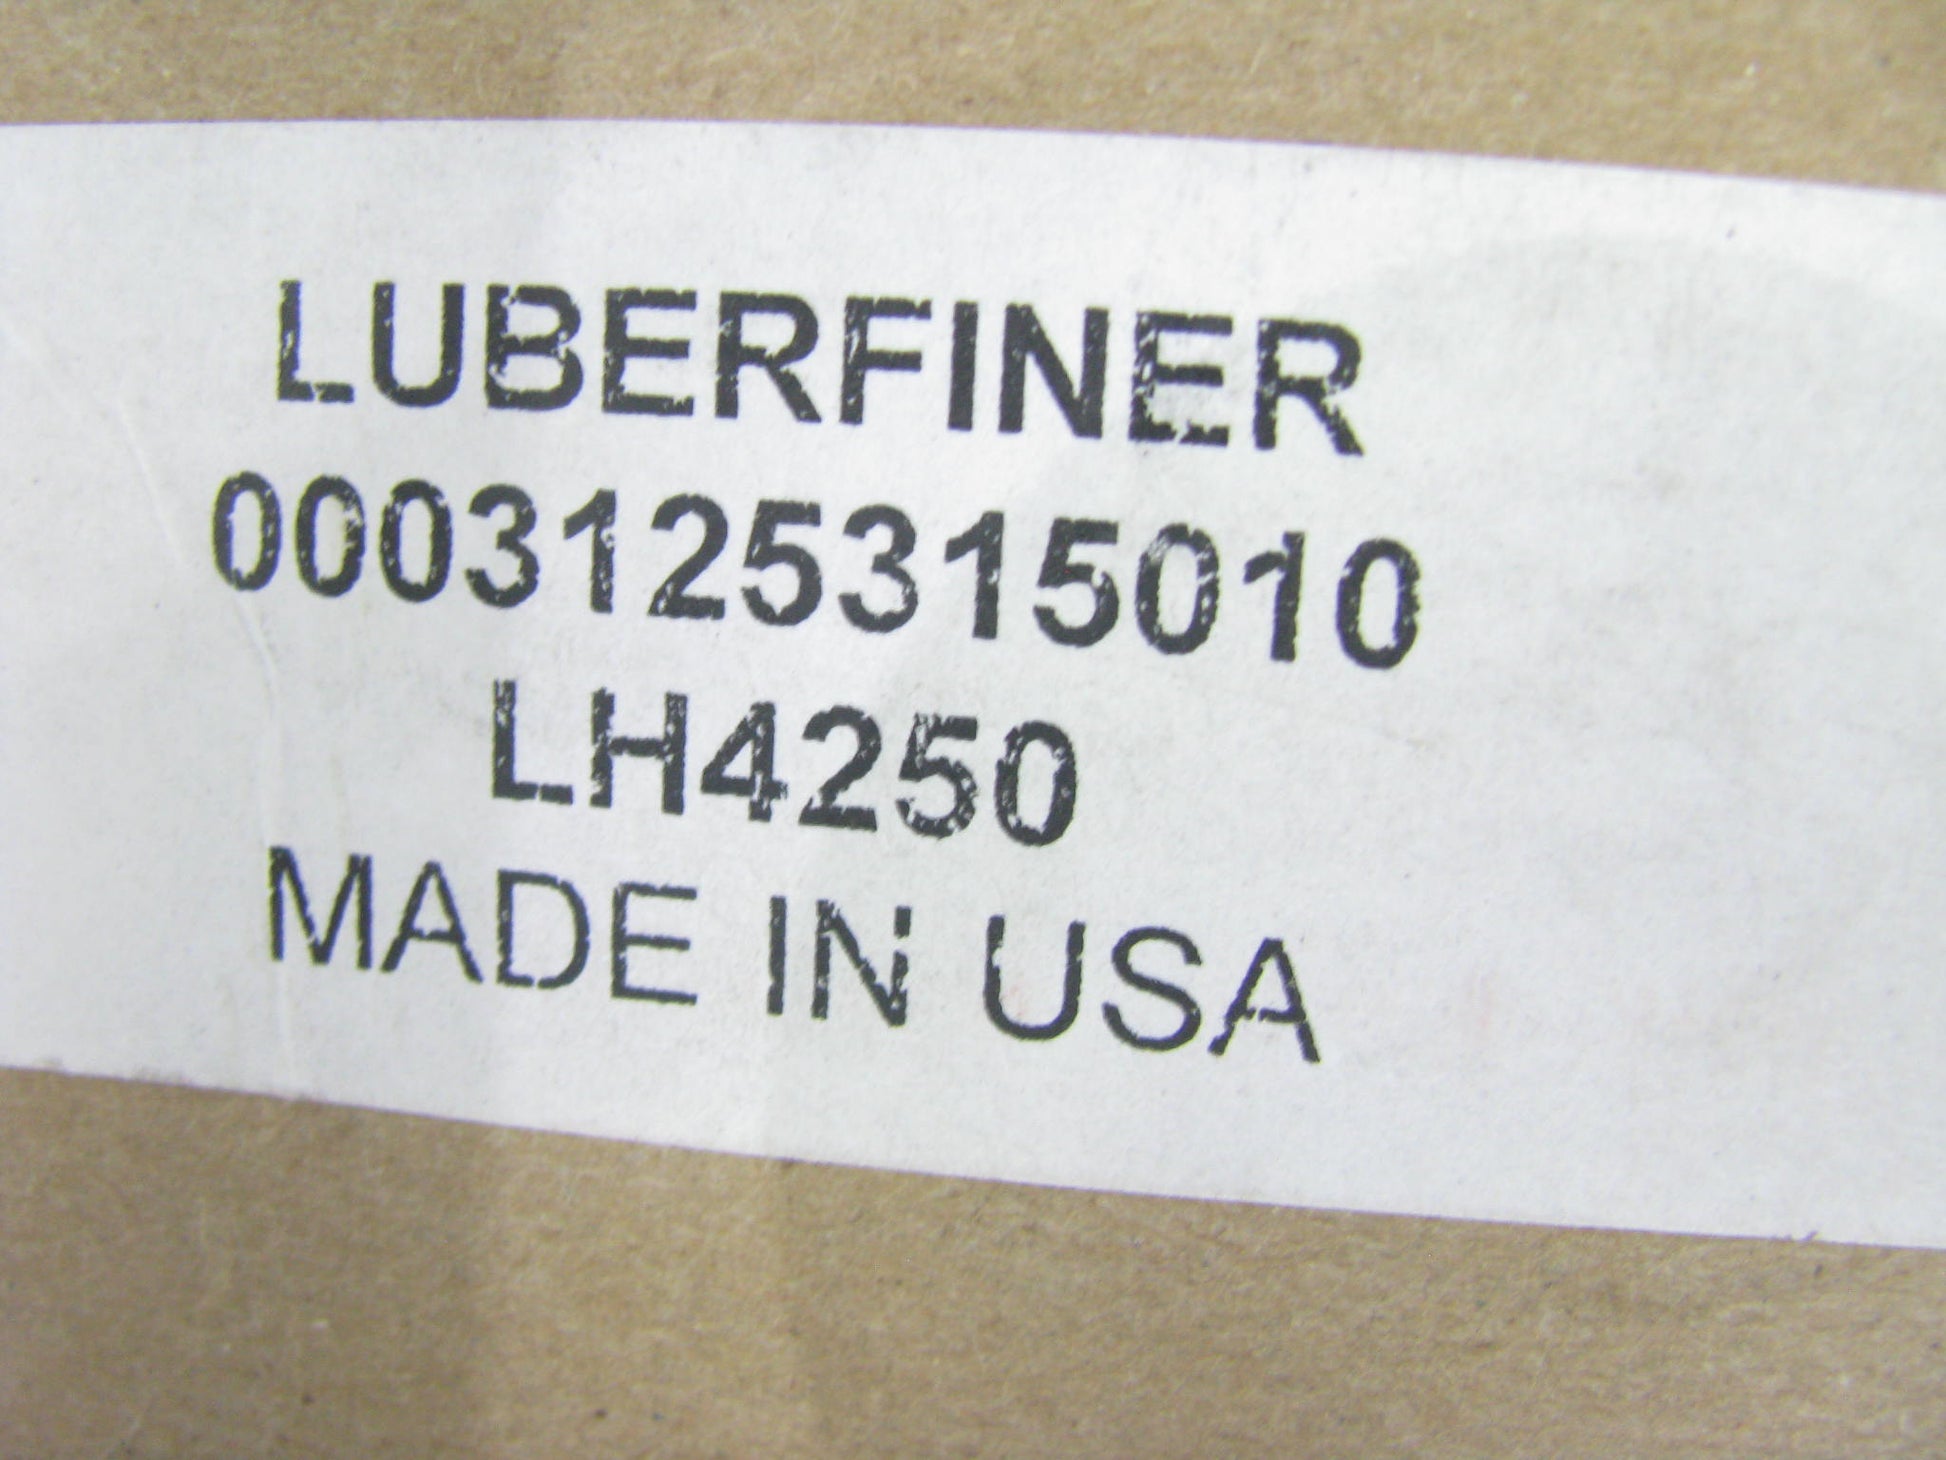 LUBERFINER
0003125315010
LH4250
MADE IN USA